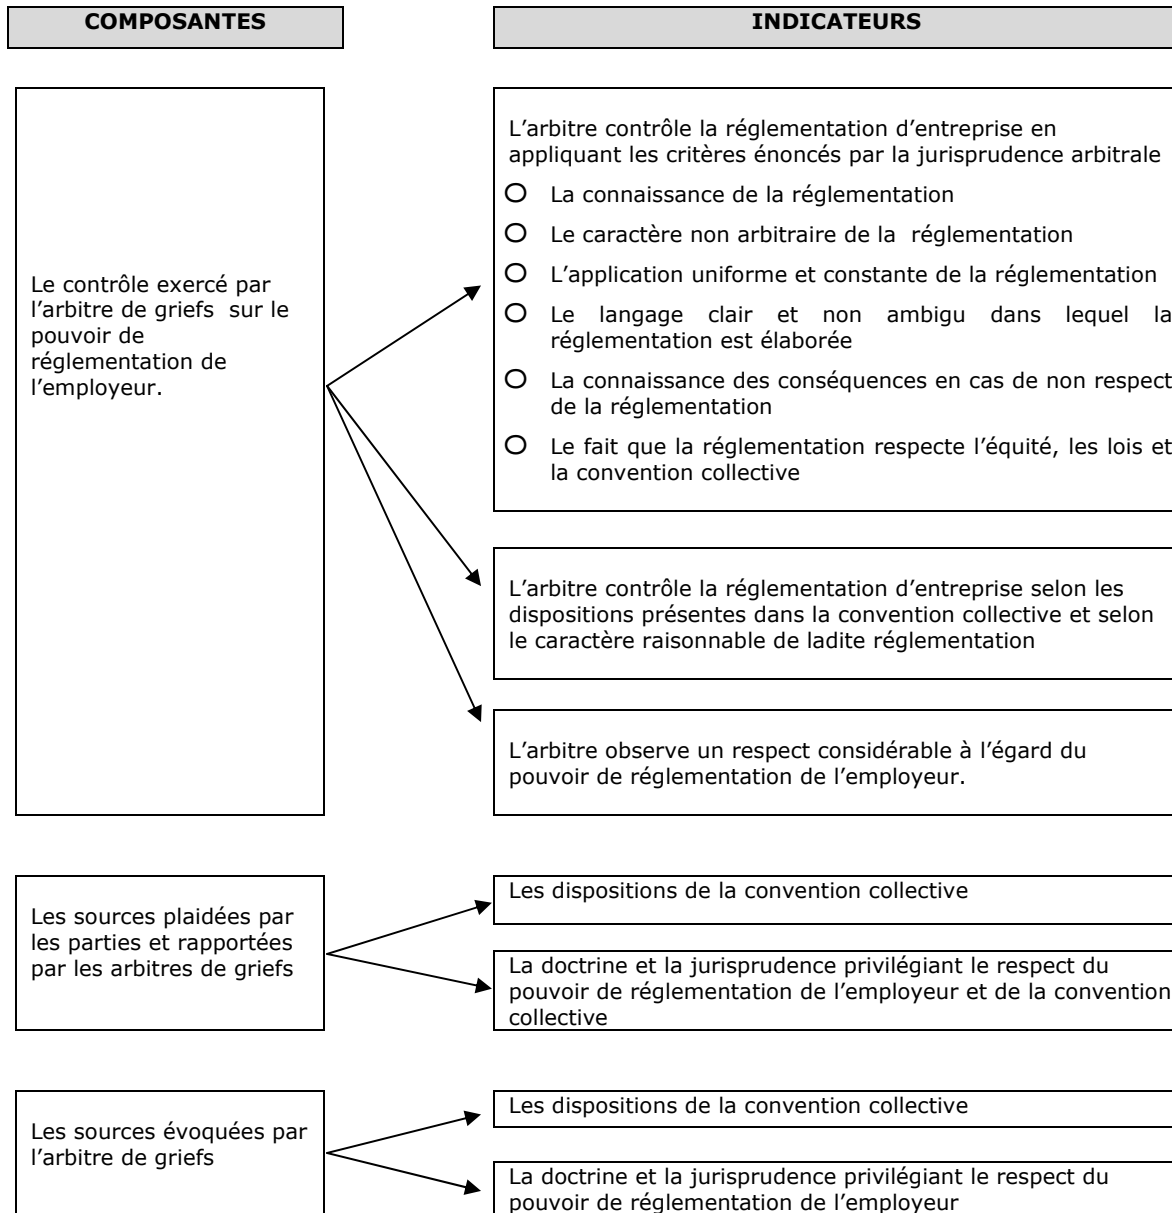 COMPOSANTES
INDICATEURS
Le contrôle exercé par
l’arbitre de griefs sur le
pouvoir de
réglementation de
l’employeur.
L’arbitre contrôle la réglementation d’entreprise en
appliquant les critères énoncés par la jurisprudence arbitrale
O La connaissance de la réglementation
O Le caractère non arbitraire de la réglementation
O L’application uniforme et constante de la réglementation
O Le langage clair et non ambigu dans lequel la
réglementation est élaborée
O La connaissance des conséquences en cas de non respect
de la réglementation
O Le fait que la réglementation respecte l’équité, les lois et
la convention collective
L’arbitre contrôle la réglementation d’entreprise selon les
dispositions présentes dans la convention collective et selon
le caractère raisonnable de ladite réglementation
L’arbitre observe un respect considérable à l’égard du
pouvoir de réglementation de l’employeur.
Les sources plaidées par
les parties et rapportées
par les arbitres de griefs
Les dispositions de la convention collective
La doctrine et la jurisprudence privilégiant le respect du
pouvoir de réglementation de l’employeur et de la convention
collective
Les sources évoquées par
l’arbitre de griefs
Les dispositions de la convention collective
La doctrine et la jurisprudence privilégiant le respect du
pouvoir de réglementation de l’employeur